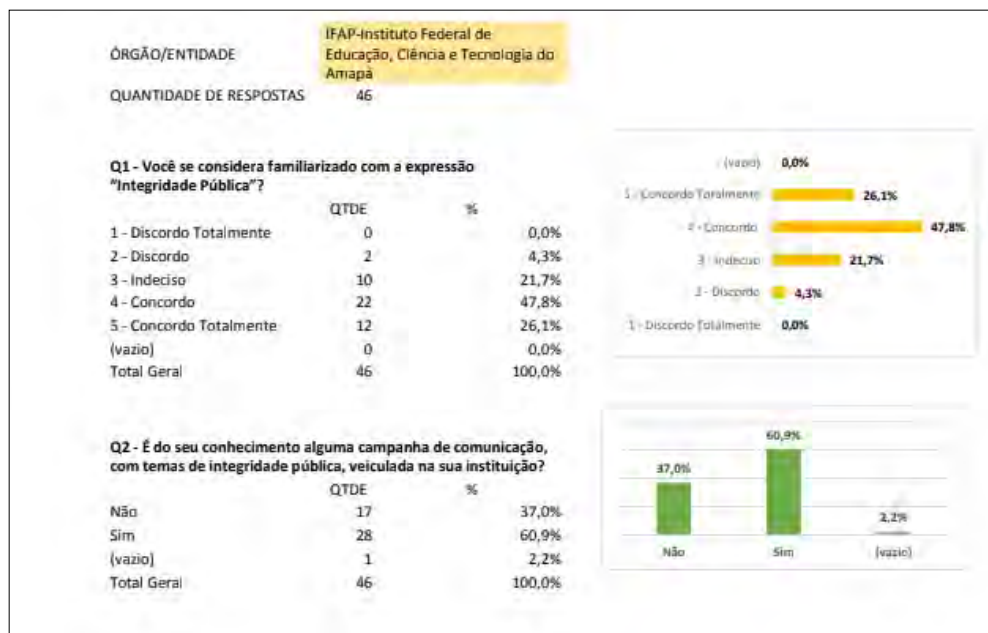 IFAP-Instituto Federal de
ÓRGÃO/ENTIDADE Educação, Ciência e Tecnologia do
Amapá
QUANTIDADE DE RESPOSTAS 46
Q1 - Você se considera familiarizado com a expressão
"Integridade Pública"?
QTDE %
1 - Discordo Totalmente 0 0,0%
2 - Discordo 2 4,3%
3 - Indeciso 10 21,7%
4 - Concordo 22 47,8%
5 - Concordo Totalmente 12 26,1%
(vazio) 0 0,0%
Total Geral 46 100,0%
(vazio) 0,0%
5 - Concordo Totalmente 26,1%
4 - Concordo 47,8%
3 - Indeciso 21,7%
2 - Discordo 4,3%
1 - Discordo Totalmente 0,0%
Q2 - É do seu conhecimento alguma campanha de comunicação,
com temas de integridade pública, veiculada na sua instituição?
QTDE %
Não 17 37,0%
Sim 28 60,9%
(vazio) 1 2,2%
Total Geral 46 100,0%
60,9%
37,0%
2,2%
Não Sim (vazio)